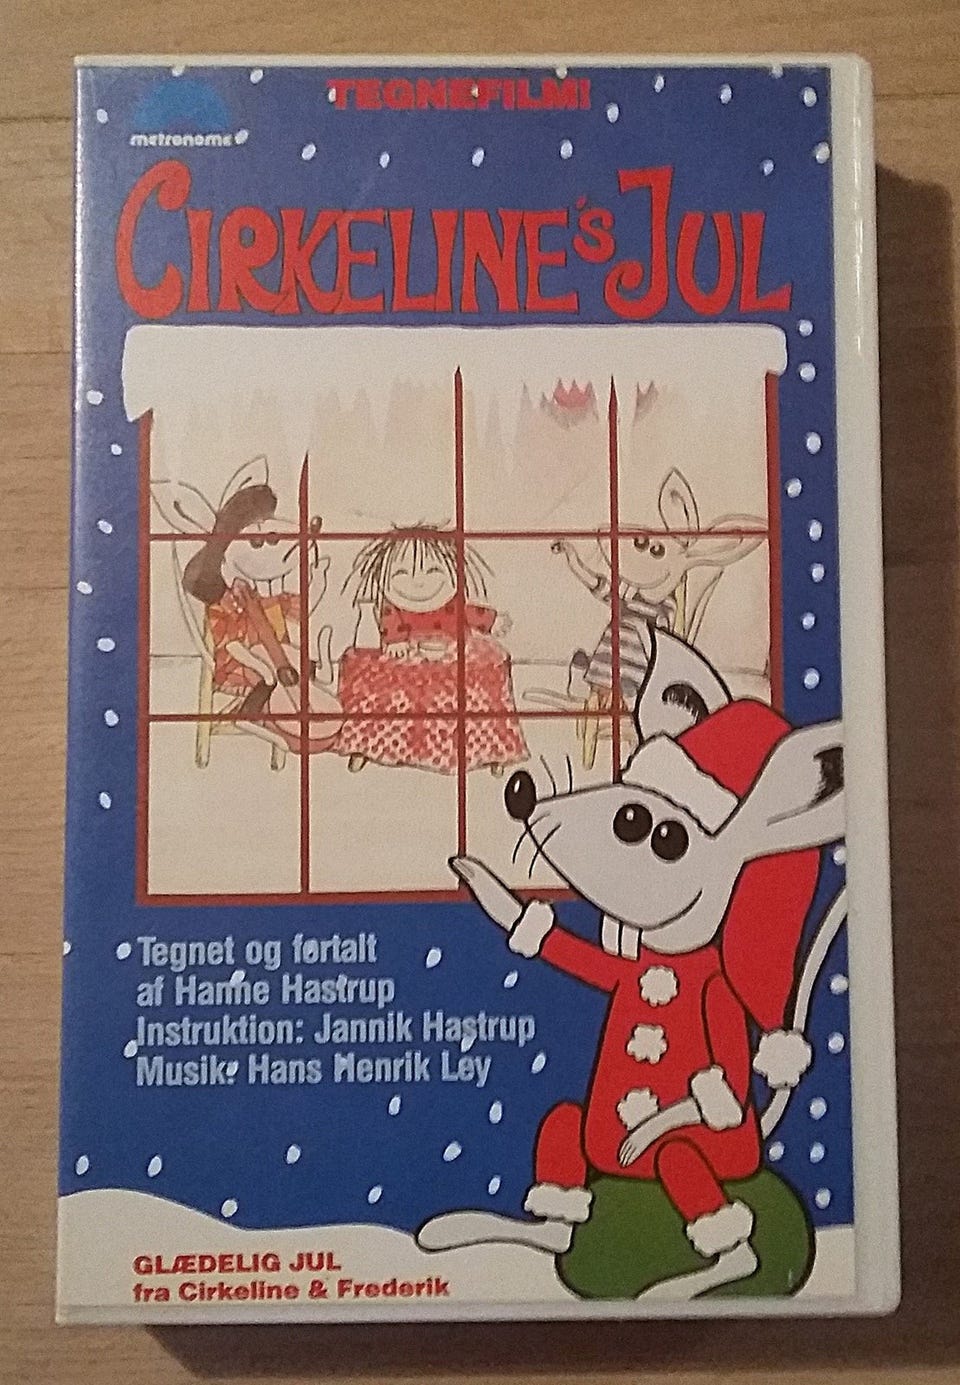 TEGNEFILM!
metronome
CIRKELINE's JUL
Tegnet og fortalt
af Hanne Hastrup
Instruktion: Jannik Hastrup
Musik: Hans Henrik Ley
GLÆDELIG JUL
fra Cirkeline & Frederik